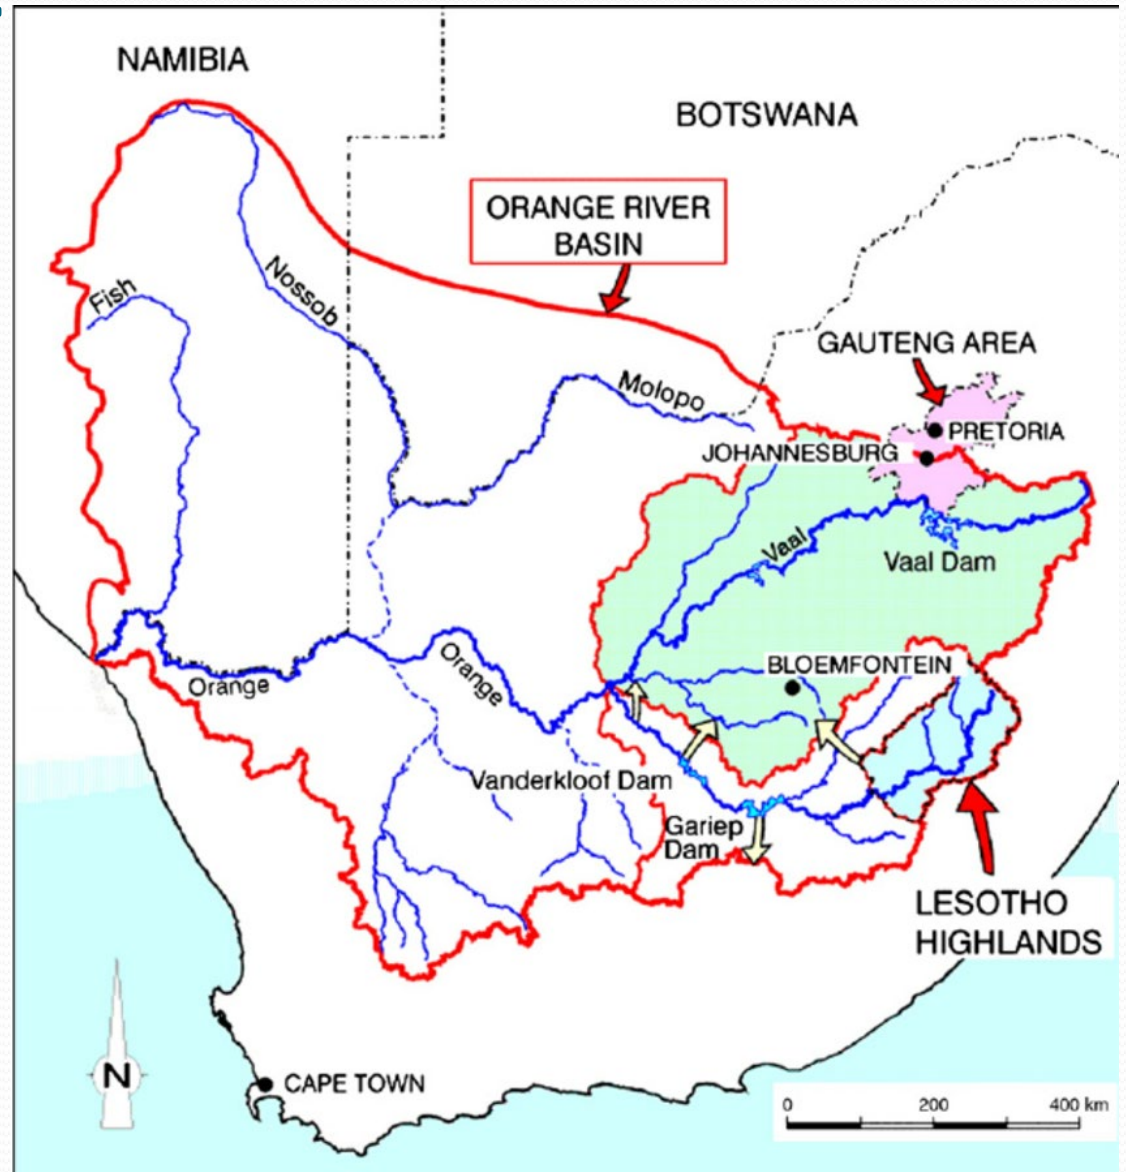 NAMIBIA
BOTSWANA
ORANGE RIVER
BASIN
Fish
Nossob
Molopo
GAUTENG AREA
PRETORIA
JOHANNESBURG
Vaal
Vaal Dam
BLOEMFONTEIN
Orange
Orange
Vanderkloof Dam
Gariep
Dam
LESOTHO
HIGHLANDS
N
CAPE TOWN
0 200 400 km